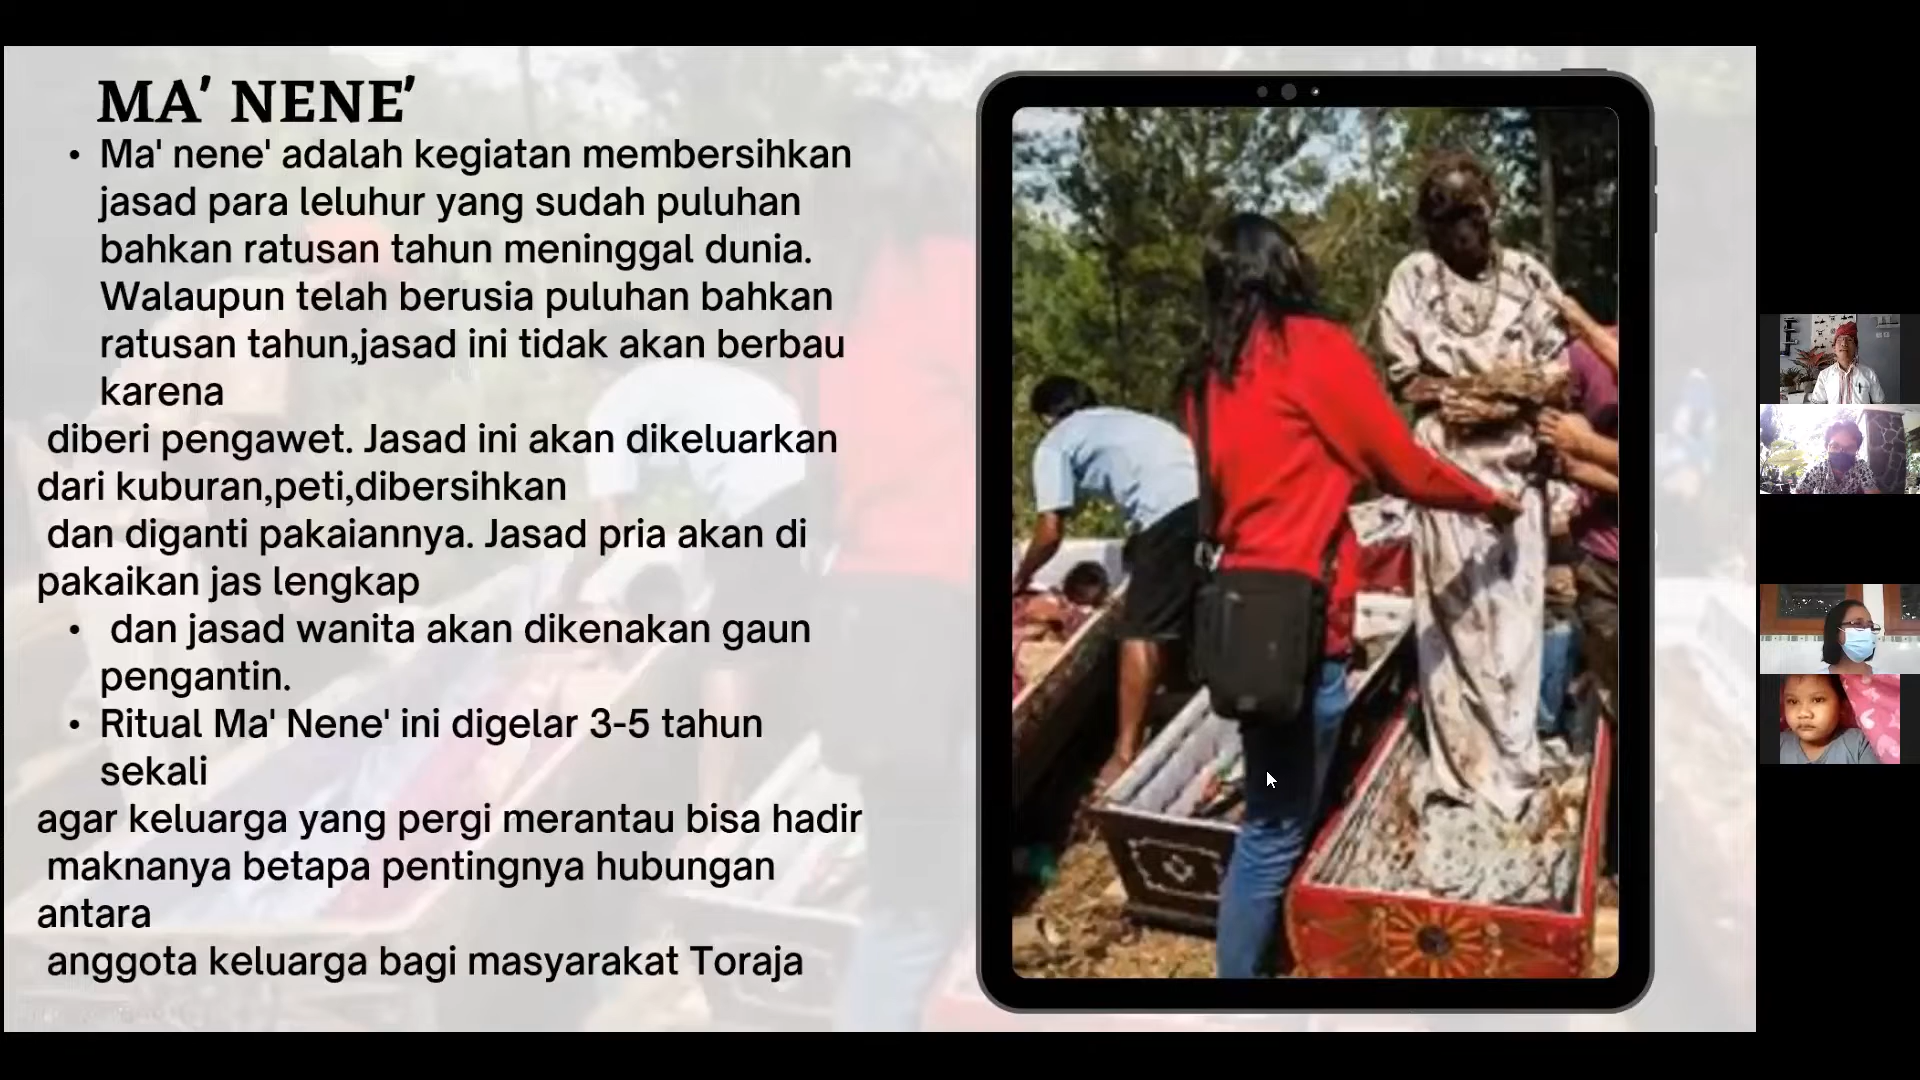 MA' NENE'
• Ma' nene' adalah kegiatan membersihkan
jasad para leluhur yang sudah puluhan
bahkan ratusan tahun meninggal dunia.
Walaupun telah berusia puluhan bahkan
ratusan tahun,jasad ini tidak akan berbau
karena
diberi pengawet. Jasad ini akan dikeluarkan
dari kuburan,peti,dibersihkan
dan diganti pakaiannya. Jasad pria akan di
pakaikan jas lengkap
• dan jasad wanita akan dikenakan gaun
pengantin.
• Ritual Ma' Nene' ini digelar 3-5 tahun
sekali
agar keluarga yang pergi merantau bisa hadir
maknanya betapa pentingnya hubungan
antara
anggota keluarga bagi masyarakat Toraja